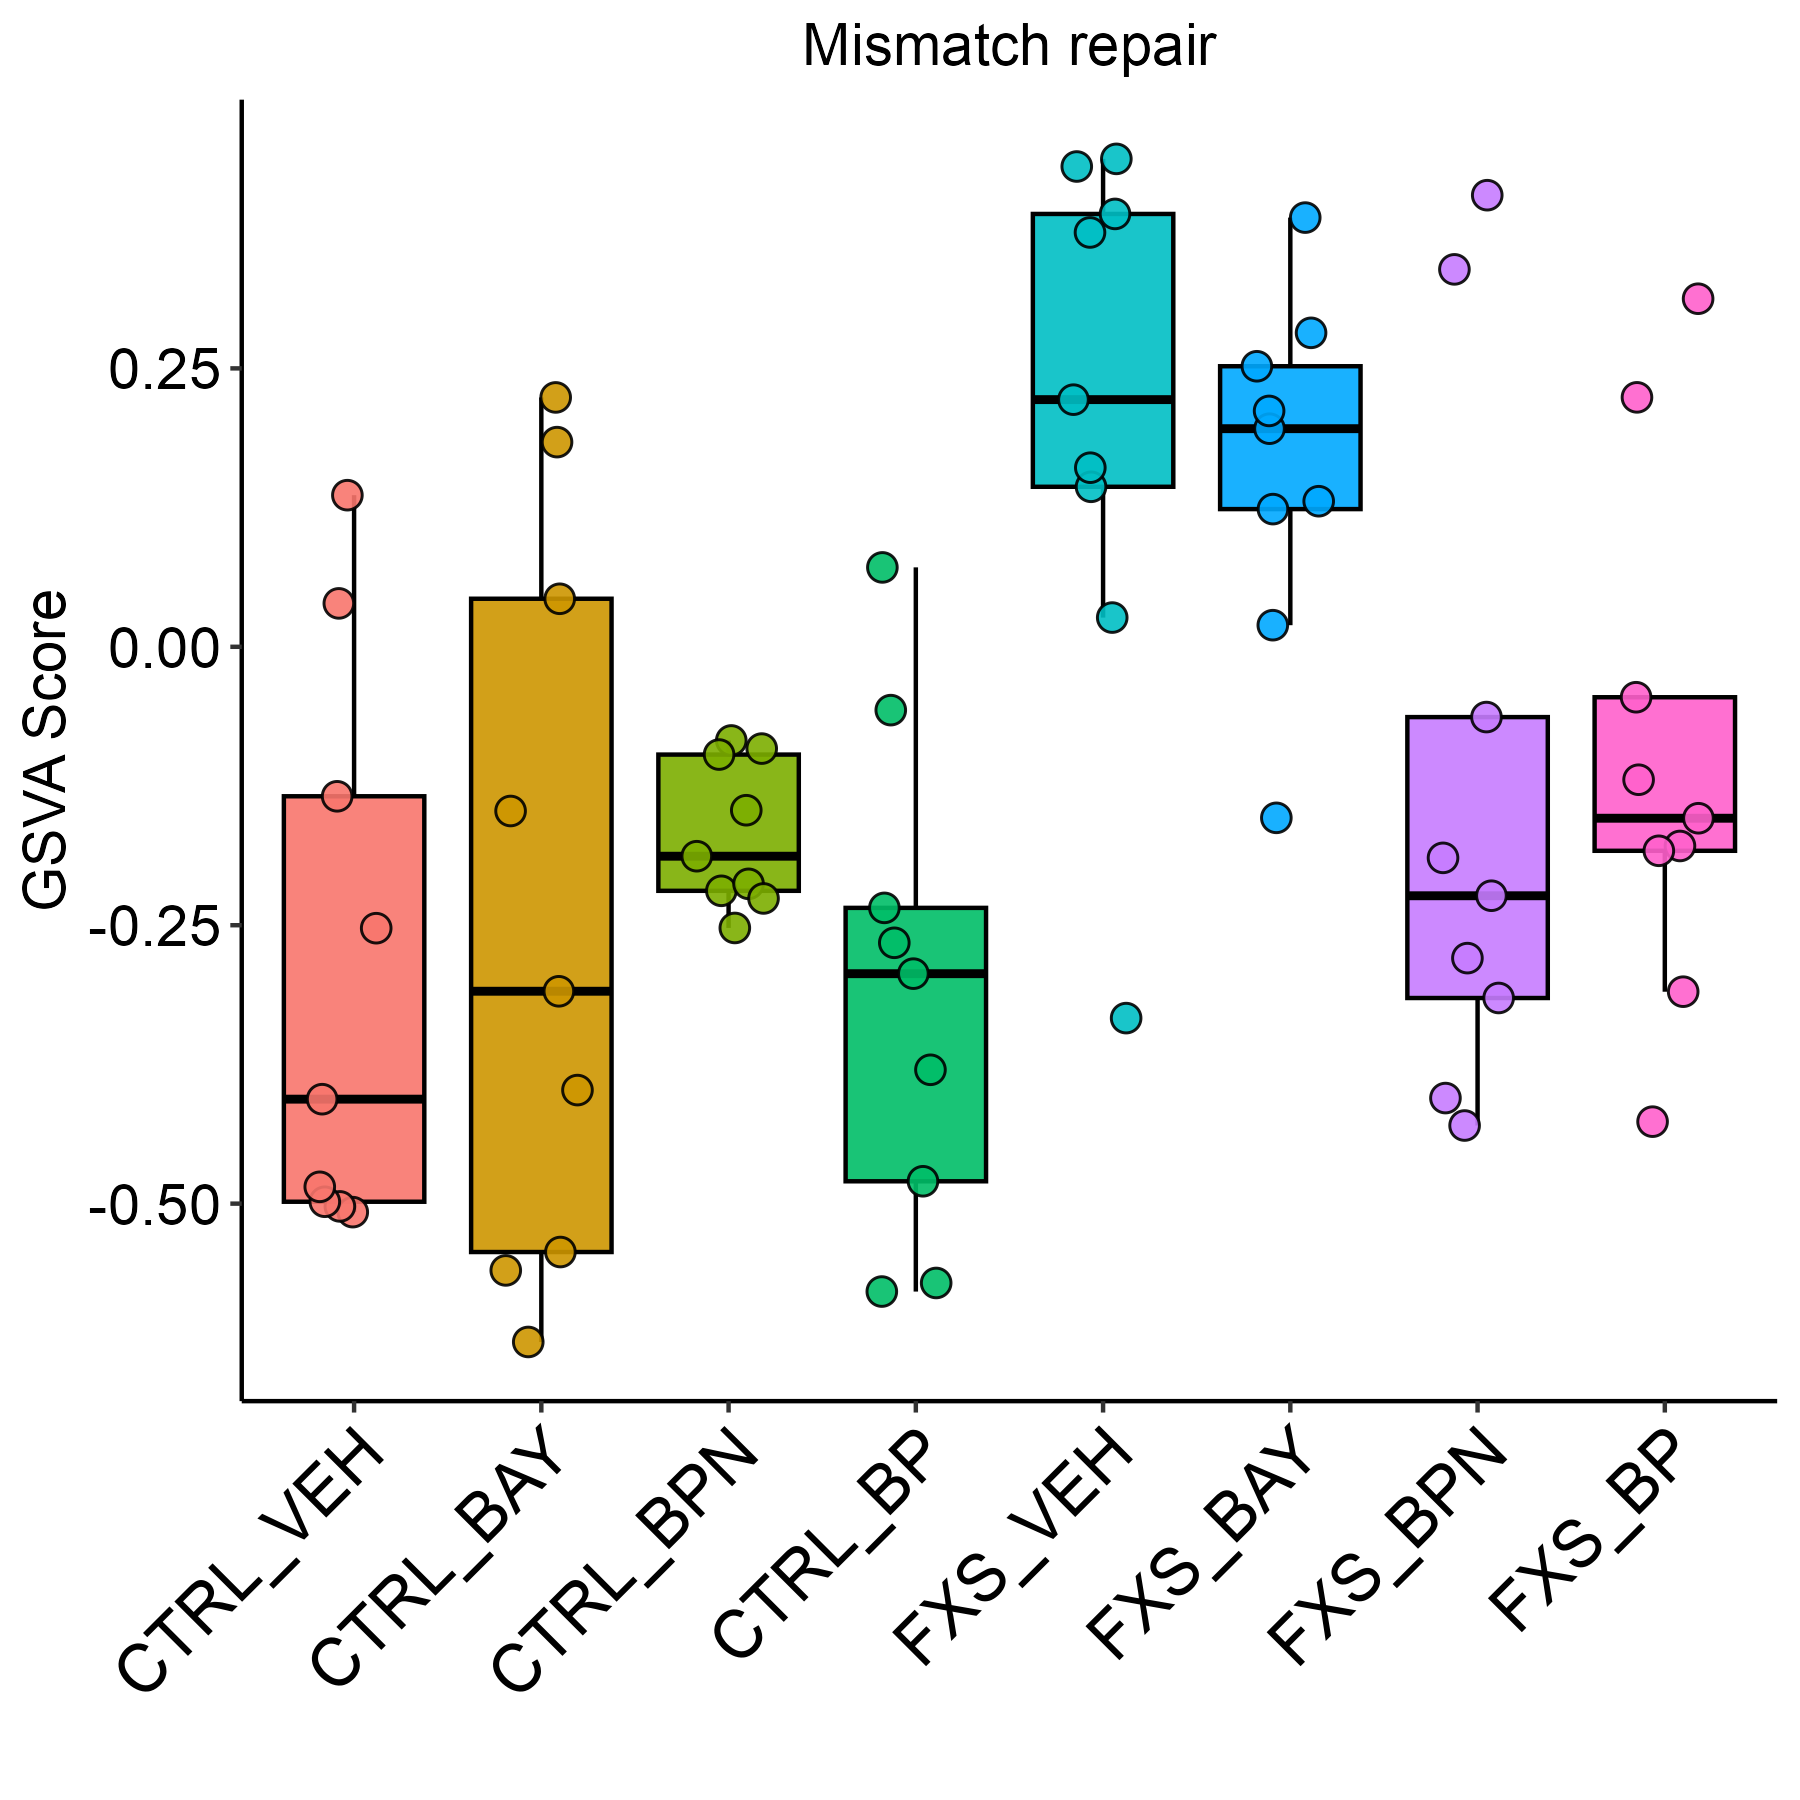 Mismatch repair
GSVA Score
0.25
0.00
-0.25
-0.50
CTRL_VEH
CTRL_BAY
CTRL_BPN
CTRL_BP
FXS_VEH
FXS_BAY
FXS_BPN
FXS_BP